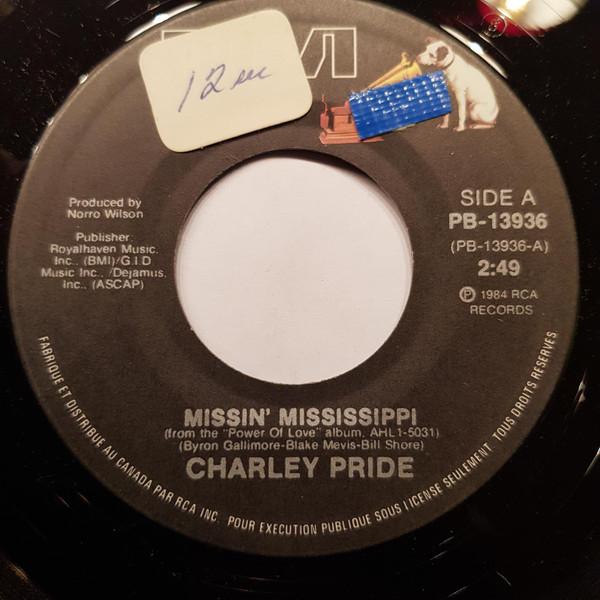 12 ec
Produced by
Norro Wilson
Publisher:
Royalhaven Music,
Inc., (BMI)/G.I.D
Music Inc., /Dejamus,
Inc., (ASCAP)
SIDE A
PB-13936
(PB-13936-A)
2:49
Ⓟ 1984 RCA
RECORDS
MISSIN' MISSISSIPPI
(from the "Power Of Love" album, AHL1-5031)
(Byron Gallimore-Blake Mevis-Bill Shore)
CHARLEY PRIDE
FABRIQUE ET DISTRIBUE AU CANADA PAR RCA INC. POUR EXECUTION PUBLIQUE SOUS LICENSE SEULEMENT. TOUS DROITS RESERVES